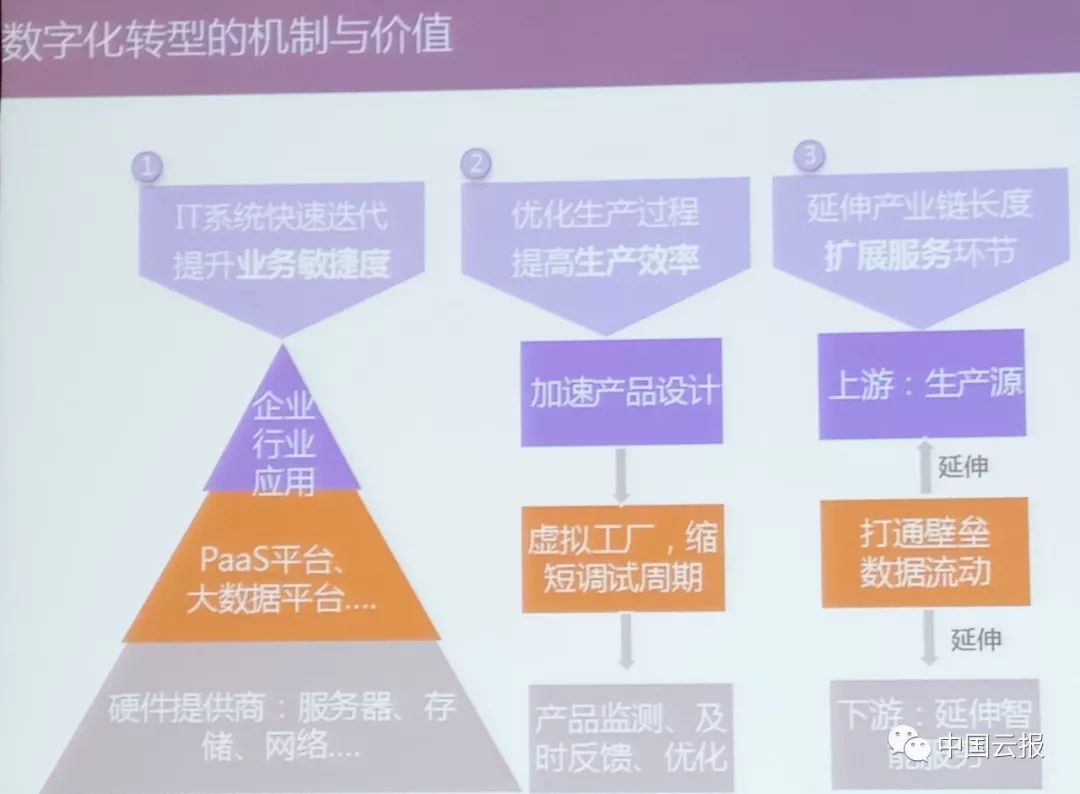 数字化转型的机制与价值
1
IT系统快速迭代
提升业务敏捷度
企业
行业
应用
PaaS平台、
大数据平台....
硬件提供商：服务器、存
储、网络....
2
优化生产过程
提高生产效率
加速产品设计
虚拟工厂，缩
短调试周期
产品监测、及
时反馈、优化
3
延伸产业链长度
扩展服务环节
上游：生产源
延伸
打通壁垒
数据流动
延伸
下游：延伸智
能服务
中国云报